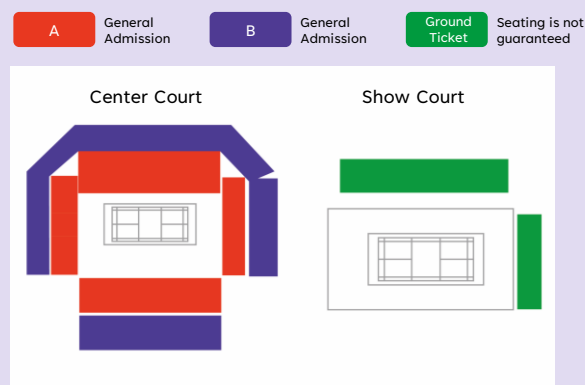 A
General
Admission
B
General
Admission
Ground
Ticket
Seating is not
guaranteed
Center Court
Show Court